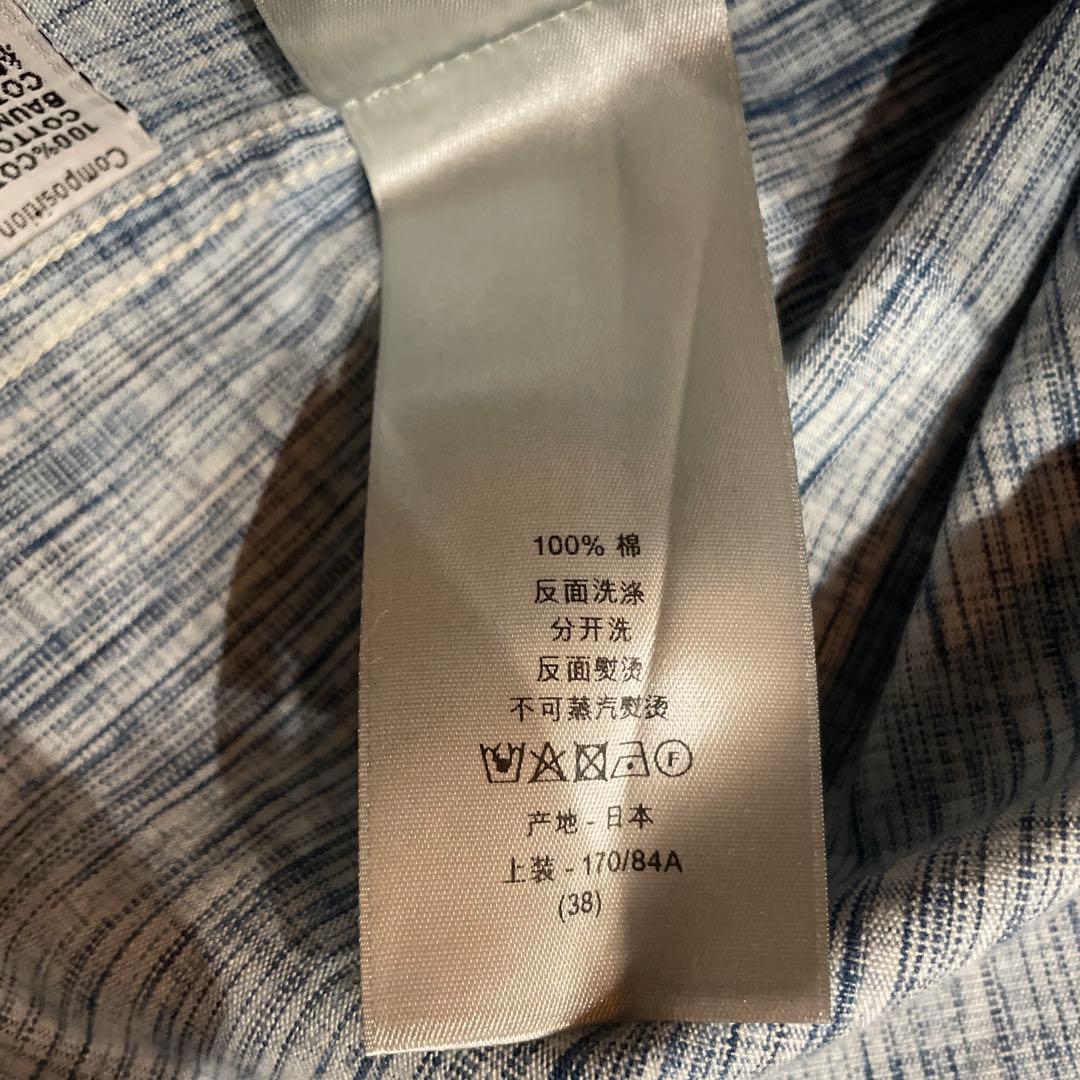 Composition
100%CO
COTTO
BAUM
COT
100% 棉
反面洗涤
分开洗
反面熨烫
不可蒸汽熨烫
F
产地 - 日本
上装 - 170/84A
(38)